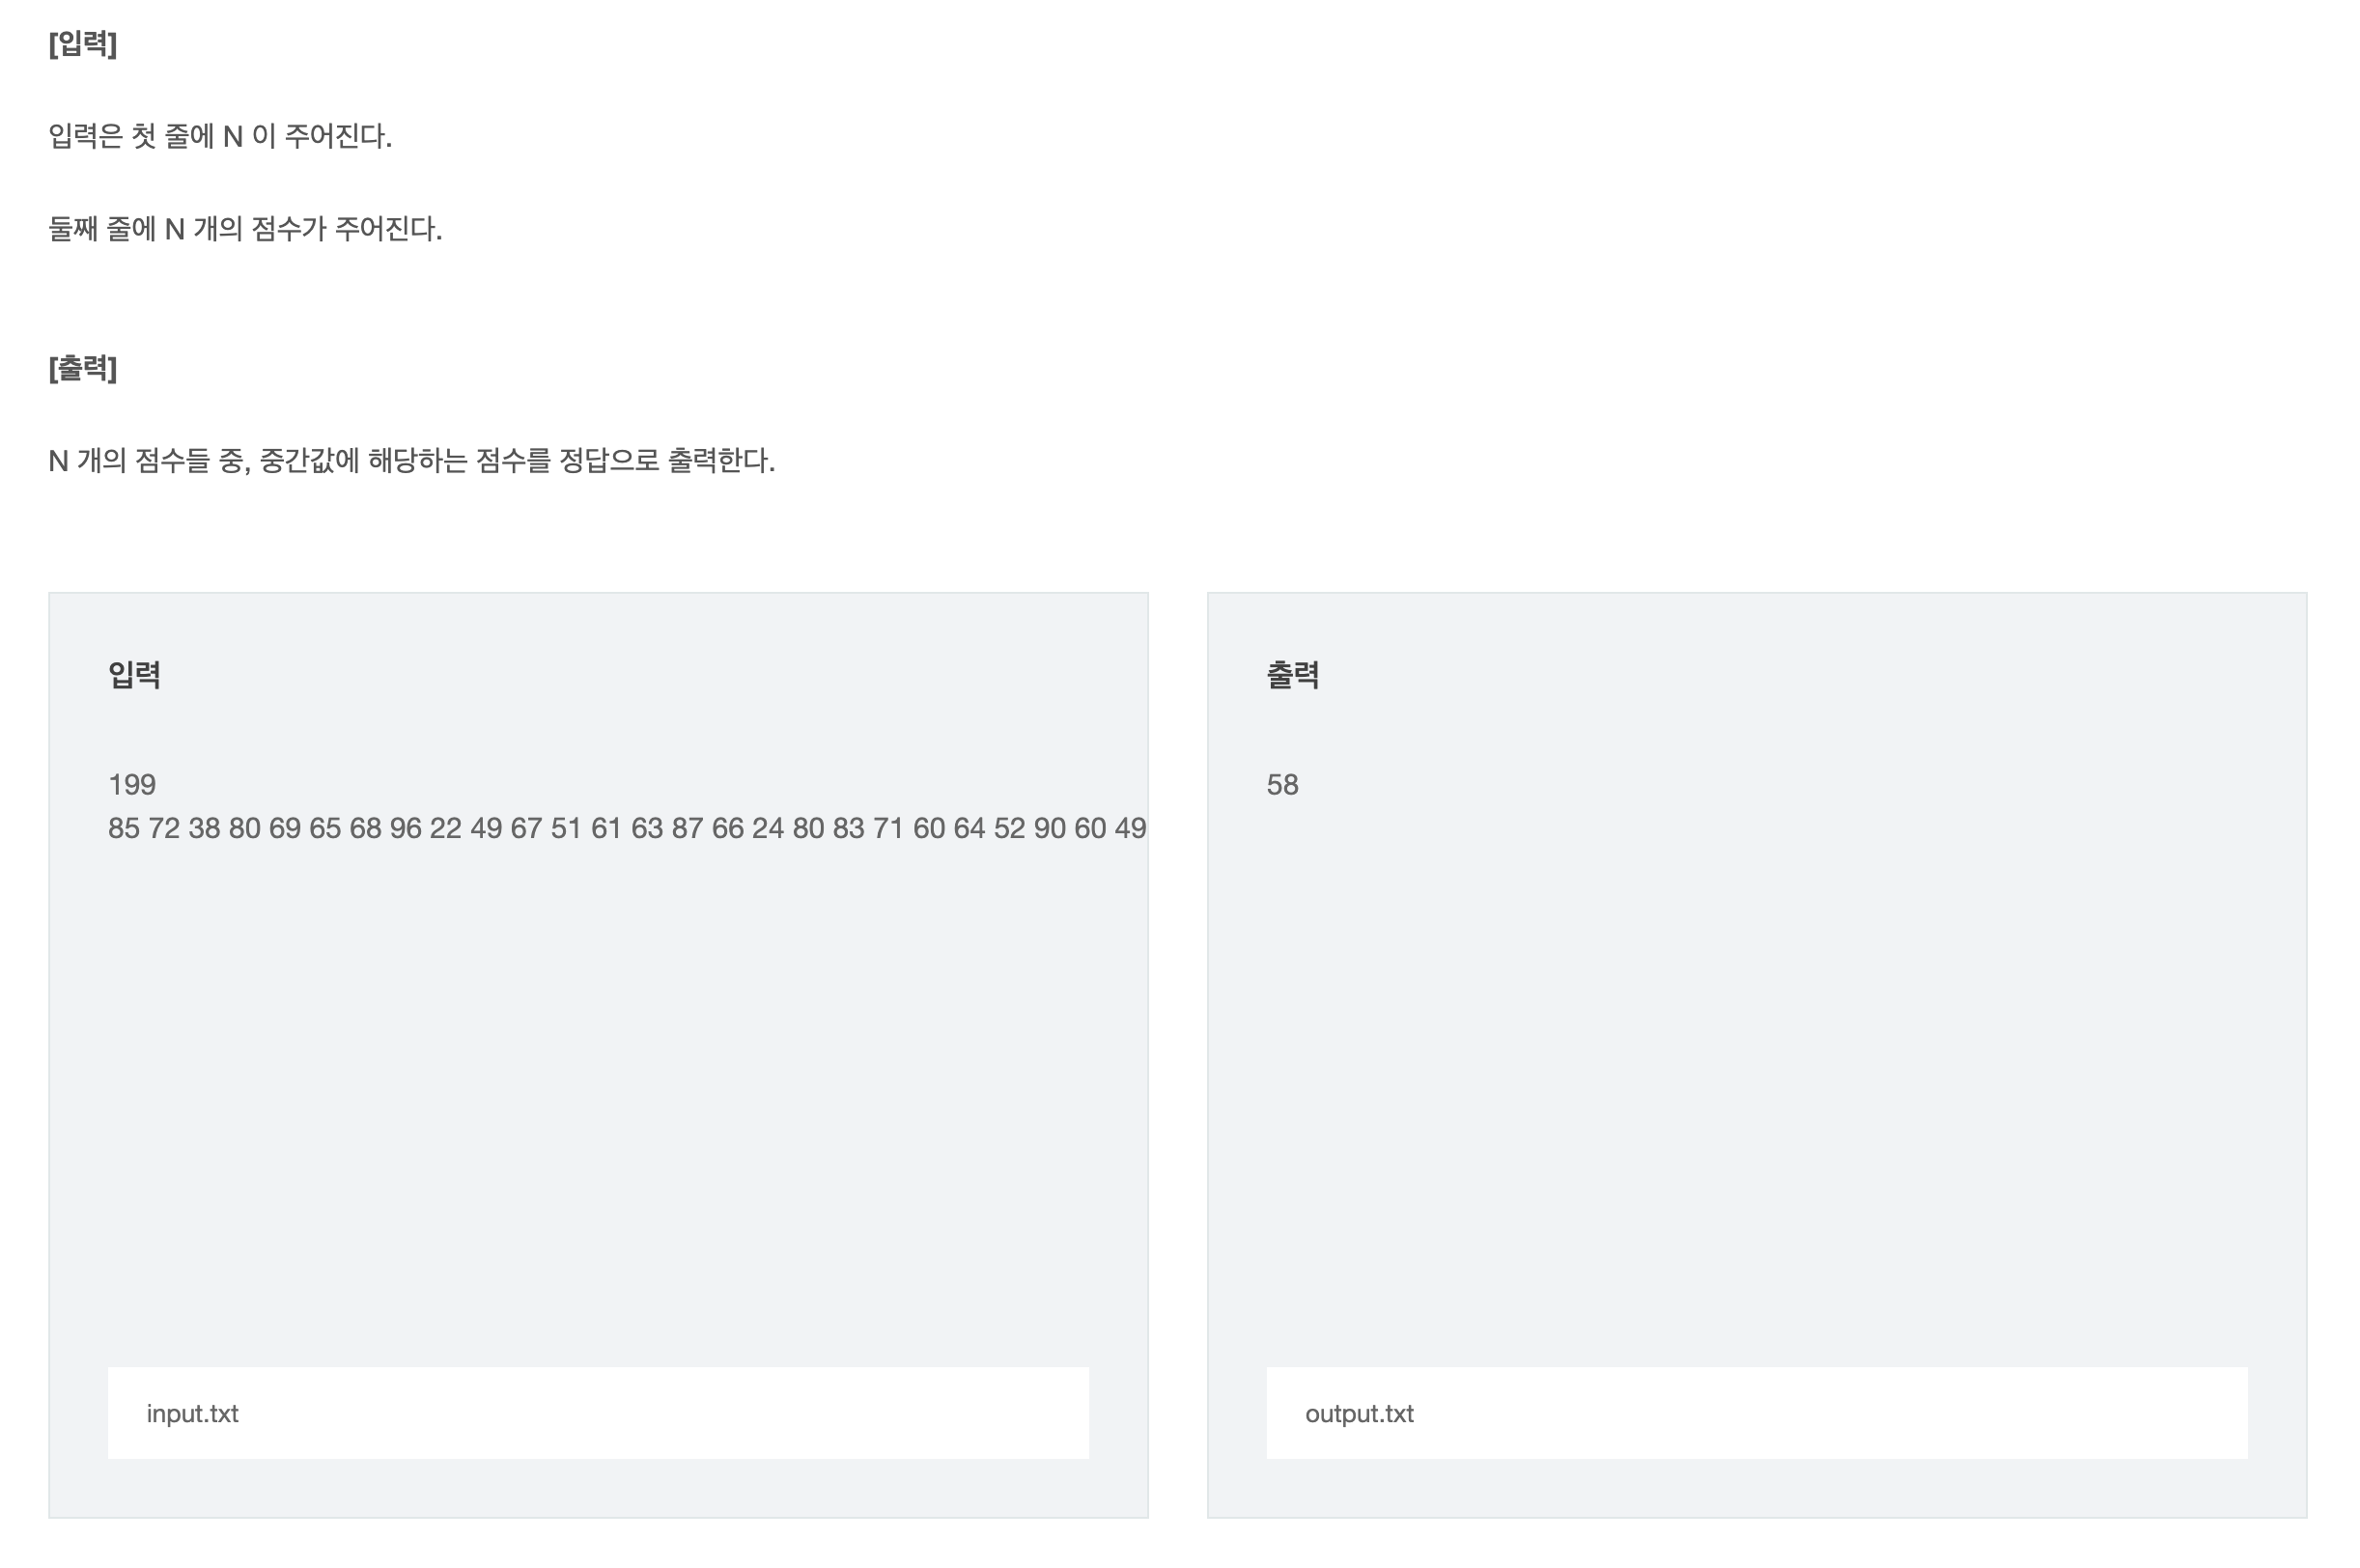 [입력]
입력은 첫 줄에 N 이 주어진다.
둘째 줄에 N 개의 점수가 주어진다.
[출력]
N 개의 점수들 중, 중간값에 해당하는 점수를 정답으로 출력한다.
입력
199
85 72 38 80 69 65 68 96 22 49 67 51 61 63 87 66 24 80 83 71 60 64 52 90 60 49
input.txt
출력
58
output.txt